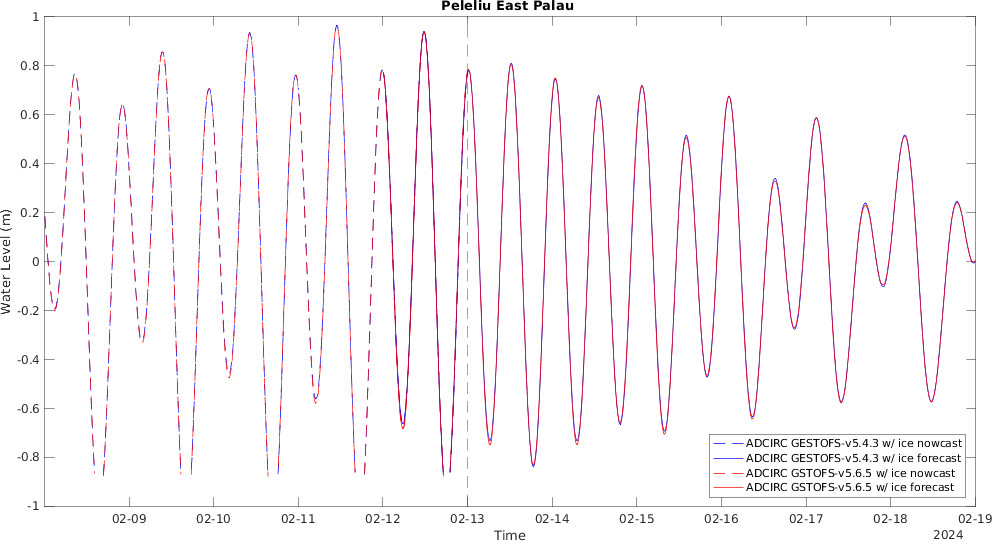 Peleliu East Palau
1
0.8
0.6
0.4
0.2
0
-0.2
-0.4
-0.6
-0.8
-1
Water Level (m)
ADCIRC GESTOFS-v5.4.3 w/ ice nowcast
ADCIRC GESTOFS-v5.4.3 w/ ice forecast
ADCIRC GSTOFS-v5.6.5 w/ ice nowcast
ADCIRC GSTOFS-v5.6.5 w/ ice forecast
02-09 02-10 02-11 02-12 02-13 02-14 02-15 02-16 02-17 02-18 02-19
Time
2024